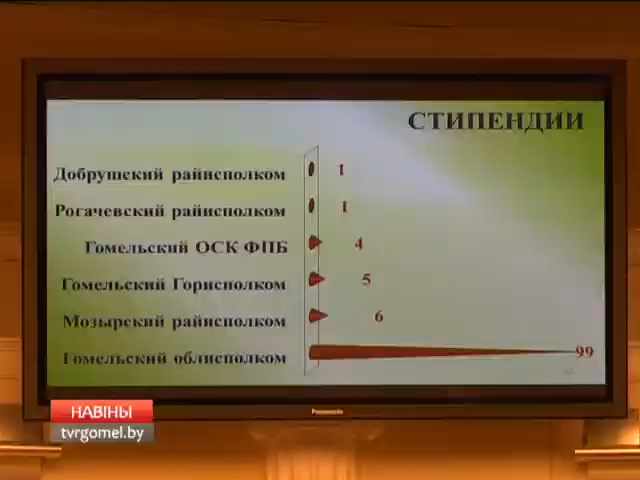 СТИПЕНДИИ
Добрушский райисполком 1
Рогачевский райисполком 1
Гомельский ОСК ФПБ 4
Гомельский Горисполком 5
Мозырский райисполком 6
Гомельский облисполком 99
Panasonic
НАВІНЫ
tvrgomel.by